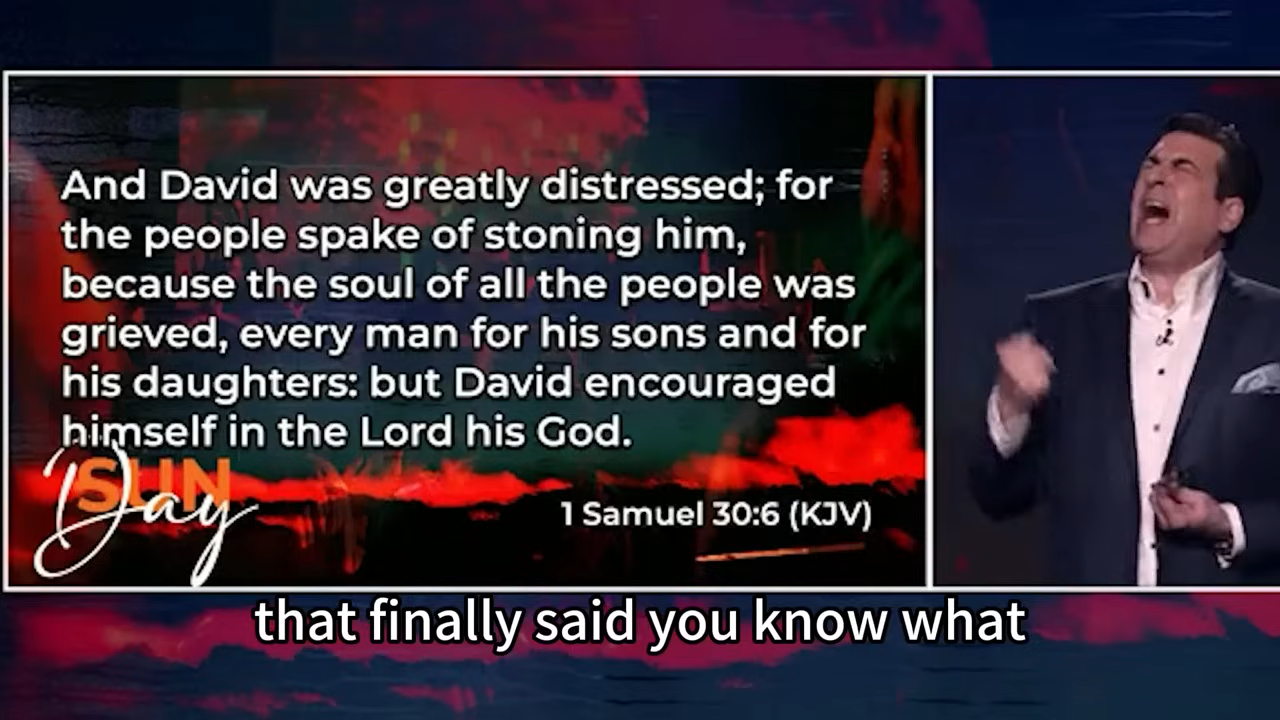 And David was greatly distressed; for
the people spake of stoning him,
because the soul of all the people was
grieved, every man for his sons and for
his daughters: but David encouraged
himself in the Lord his God.
SUN
Day
1 Samuel 30:6 (KJV)
that finally said you know what